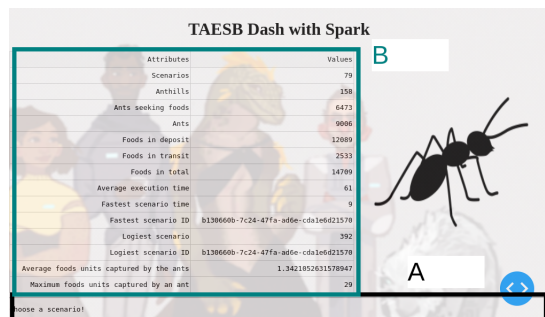 TAESB Dash with Spark
B
Attributes Values
Scenarios 79
Anthills 158
Ants seeking foods 6473
Ants 9006
Foods in deposit 12089
Foods in transit 2533
Foods in total 14709
Average execution time 61
Fastest scenario time 9
Fastest scenario ID b130660b-7c24-47fa-ad6e-cda1e6d21570
Logiest scenario 392
Logiest scenario ID b130660b-7c24-47fa-ad6e-cda1e6d21570
Average foods units captured by the ants 1.3421052631578947
Maximum foods units captured by an ant 29
A
hoose a scenario!